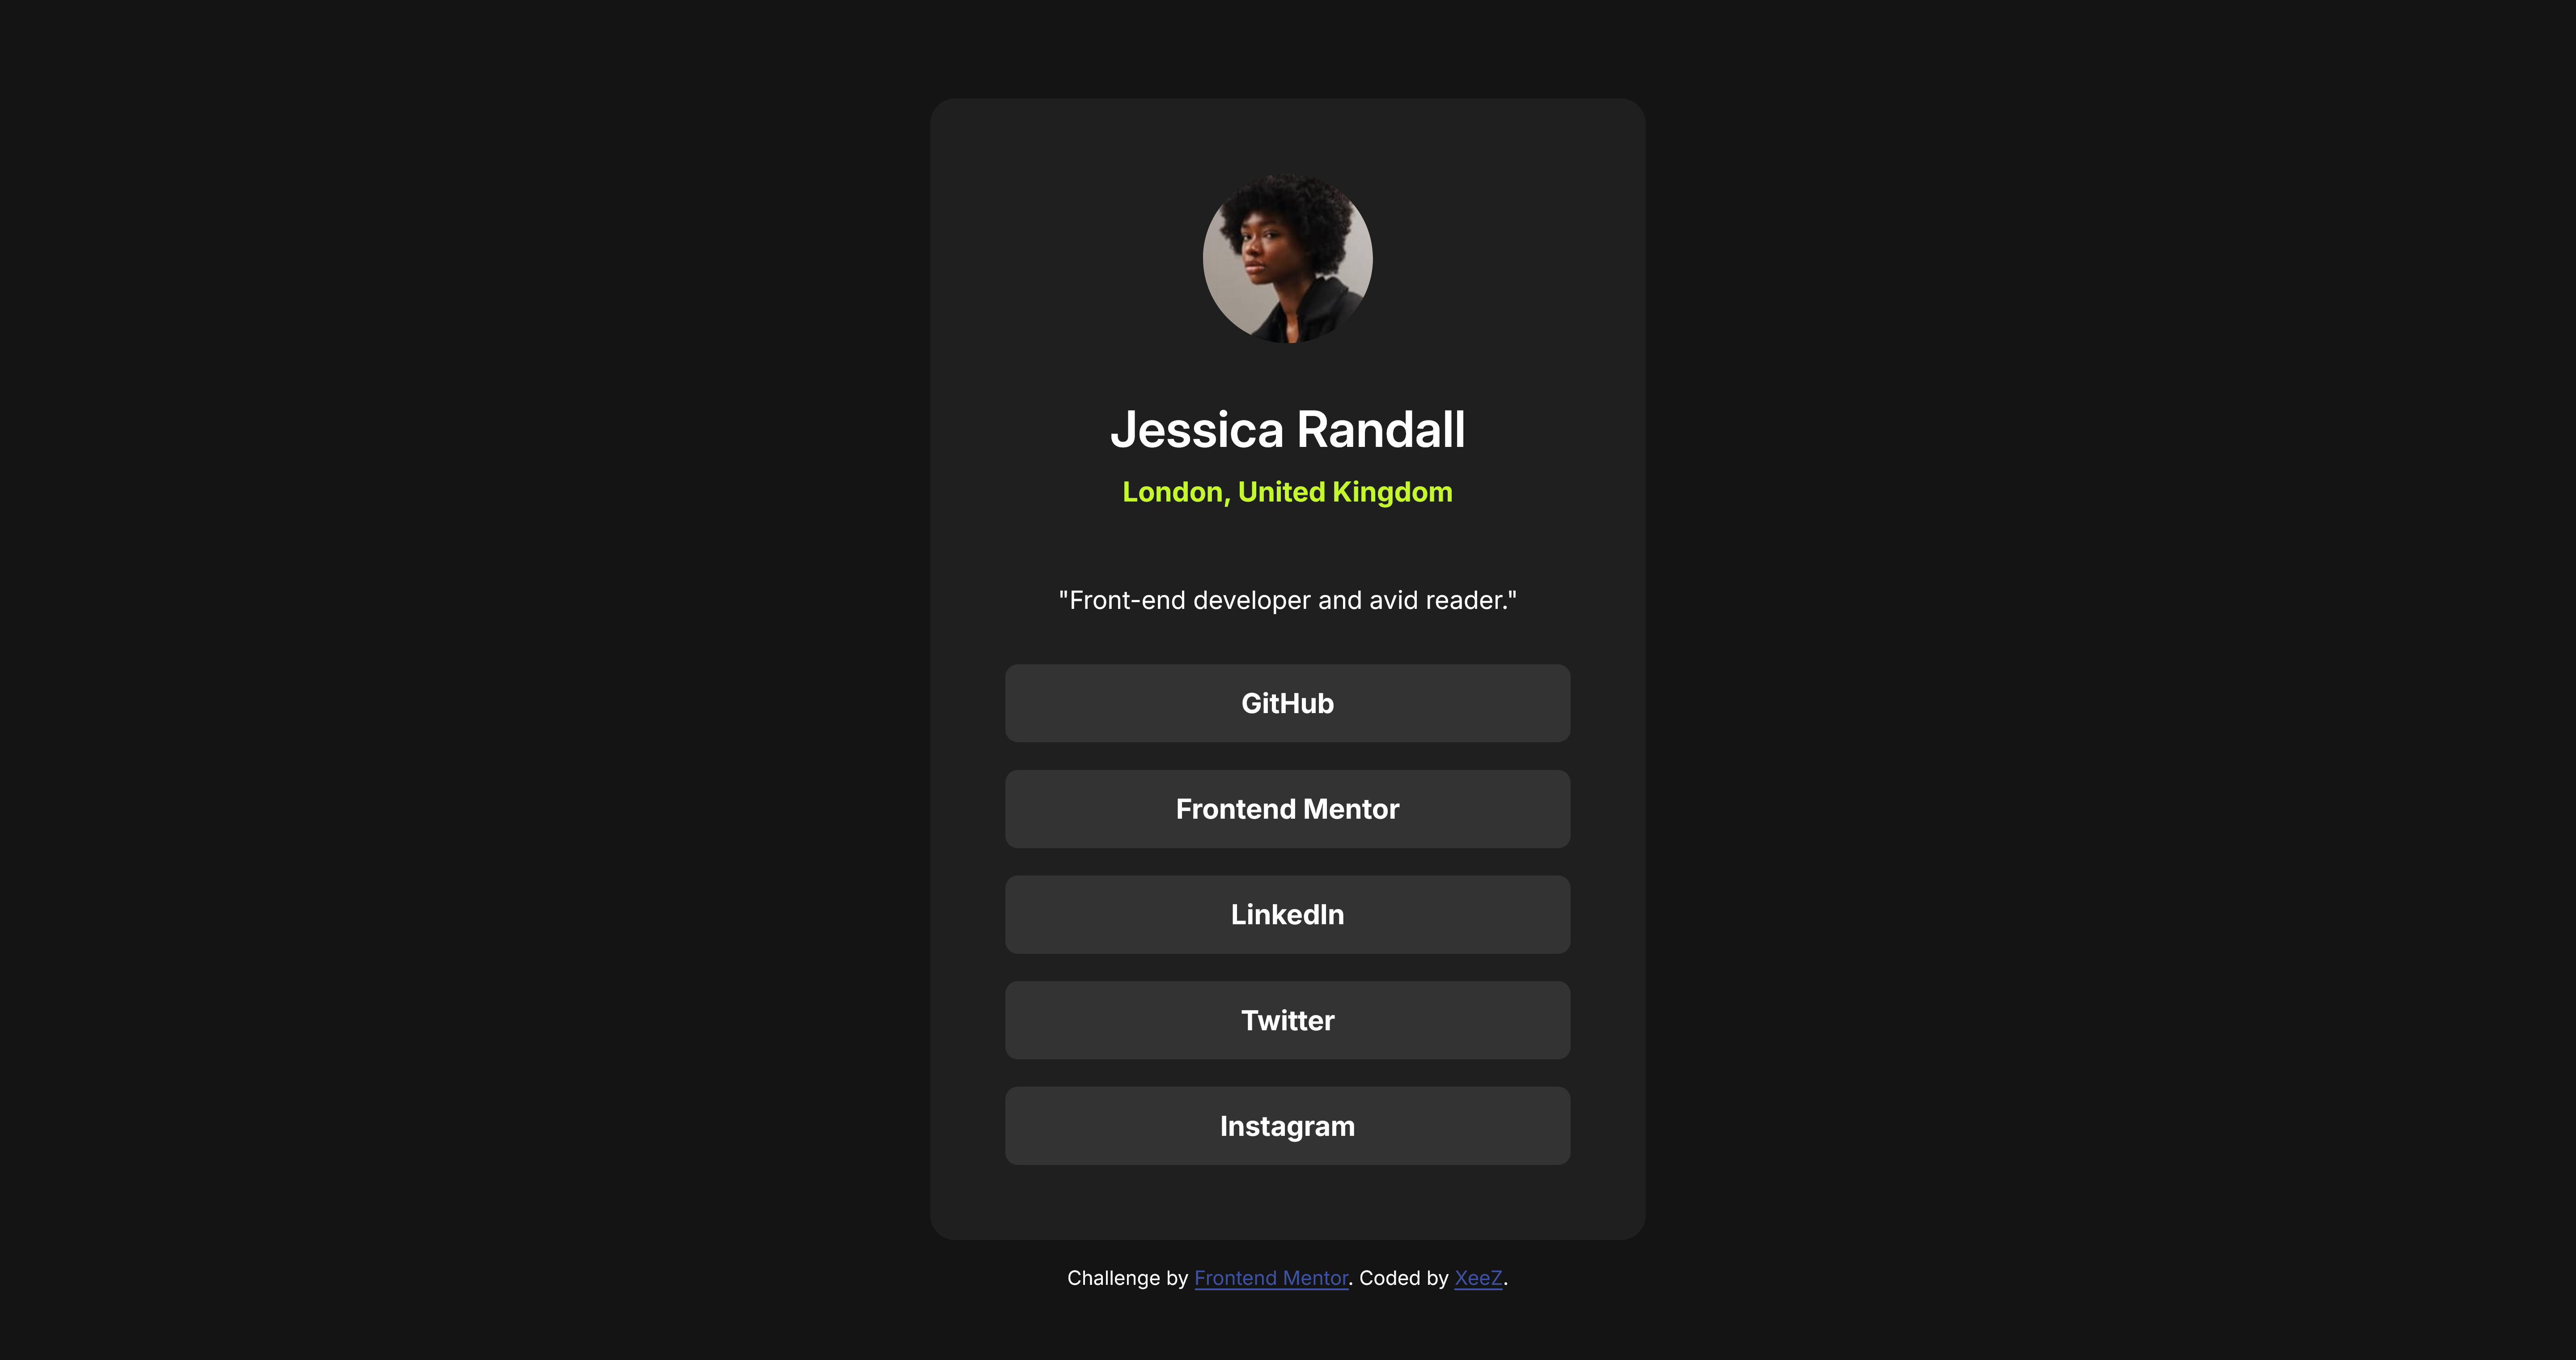 Jessica Randall
London, United Kingdom
"Front-end developer and avid reader."
GitHub
Frontend Mentor
LinkedIn
Twitter
Instagram
Challenge by Frontend Mentor. Coded by XeeZ.